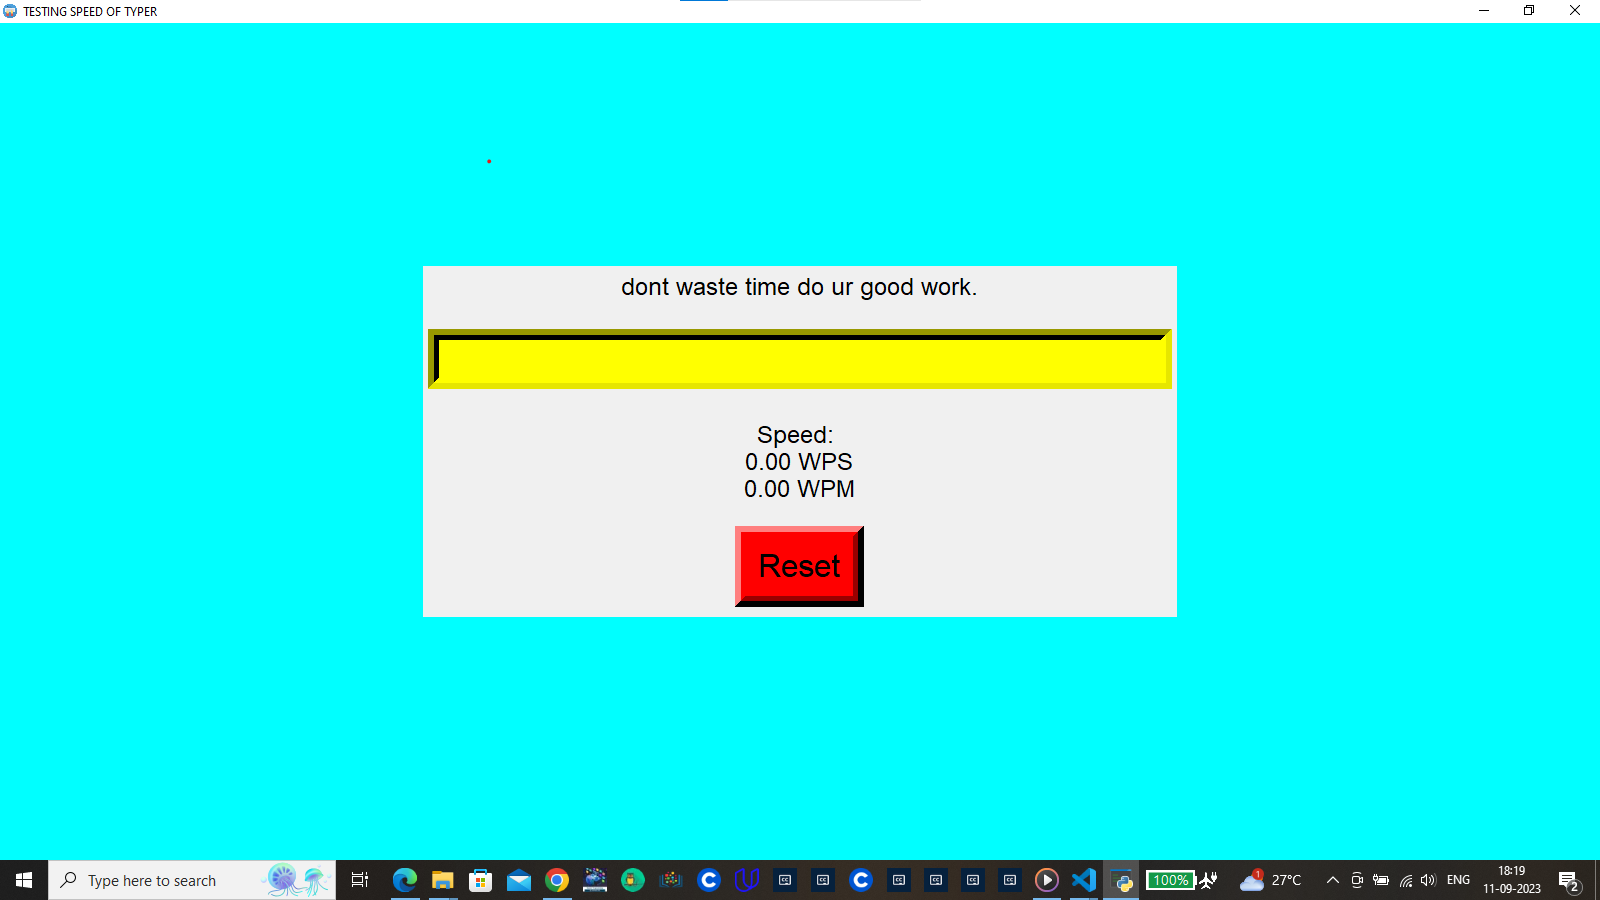 TESTING SPEED OF TYPER
dont waste time do ur good work.
Speed:
0.00 WPS
0.00 WPM
Reset
Type here to search
100%
1
27°C
ENG
18:19
11-09-2023
2